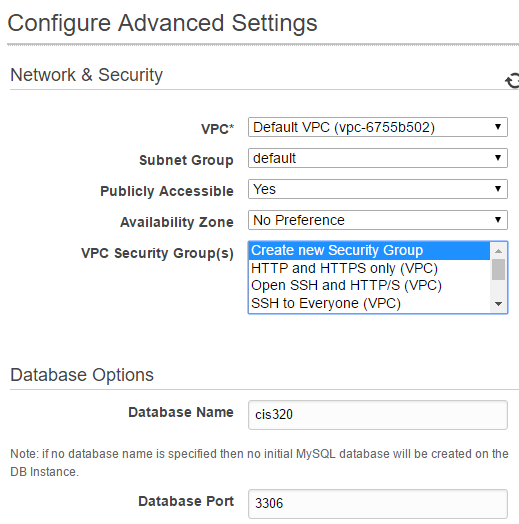 Configure Advanced Settings
Network & Security
VPC* Default VPC (vpc-6755b502)
Subnet Group default
Publicly Accessible Yes
Availability Zone No Preference
VPC Security Group(s) Create new Security Group
HTTP and HTTPS only (VPC)
Open SSH and HTTP/S (VPC)
SSH to Everyone (VPC)
Database Options
Database Name cis320
Note: if no database name is specified then no initial MySQL database will be created on the
DB Instance.
Database Port 3306